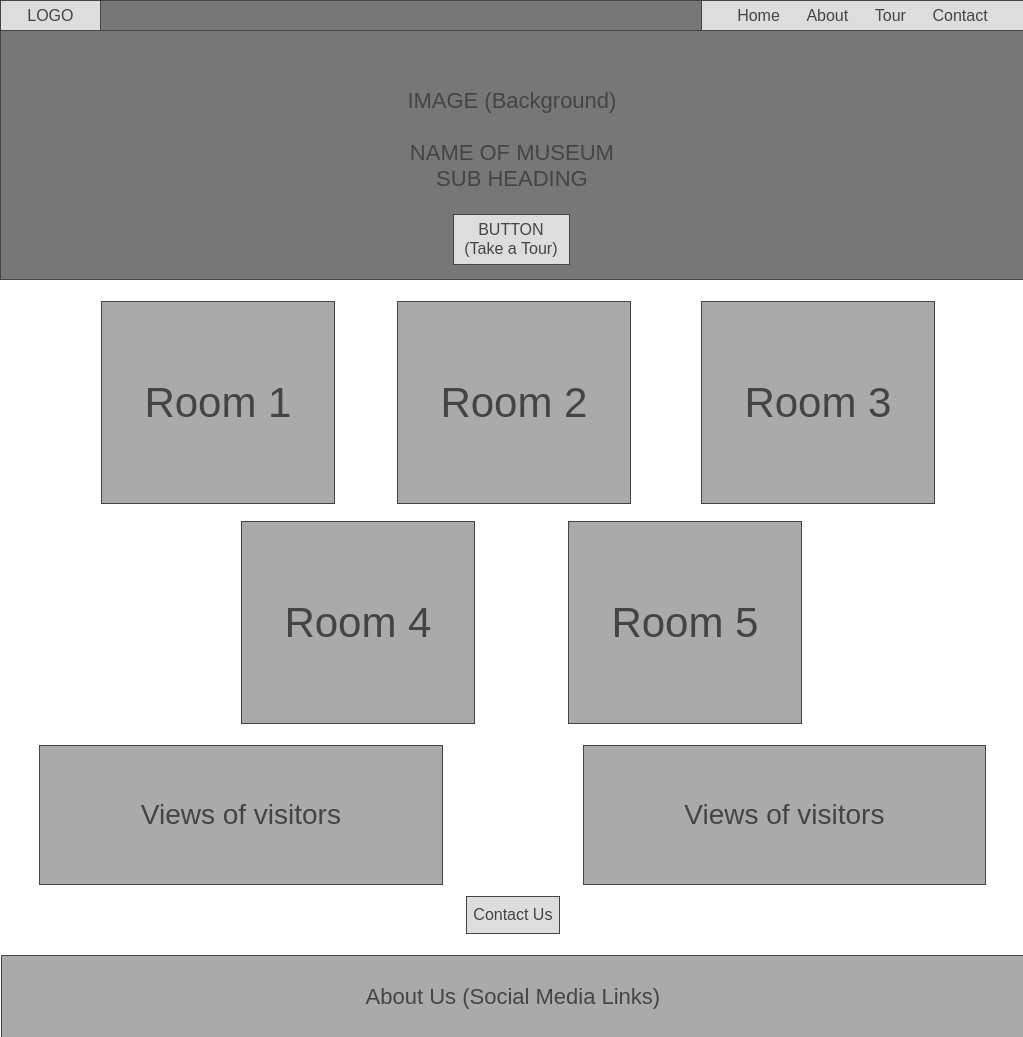 LOGO
Home About Tour Contact
IMAGE (Background)
NAME OF MUSEUM
SUB HEADING
BUTTON
(Take a Tour)
Room 1
Room 2
Room 3
Room 4
Room 5
Views of visitors
Views of visitors
Contact Us
About Us (Social Media Links)